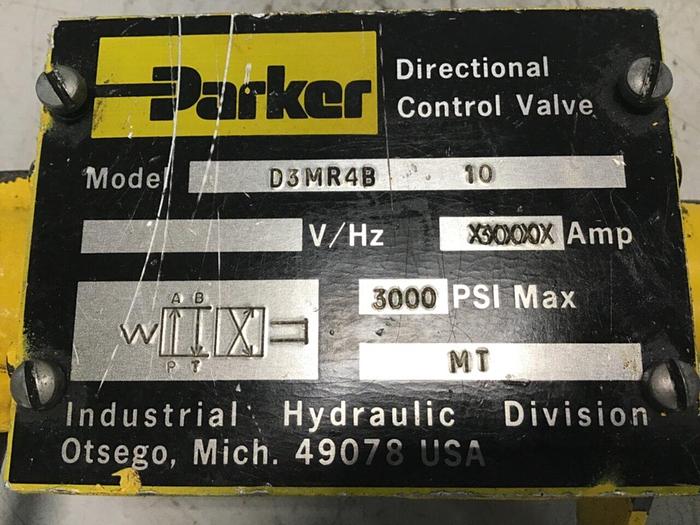 Parker
Directional
Control Valve
Model D3MR4B 10
V/Hz Amp
A B
P T
3000 PSI Max
MT
Industrial Hydraulic Division
Otsego, Mich. 49078 USA